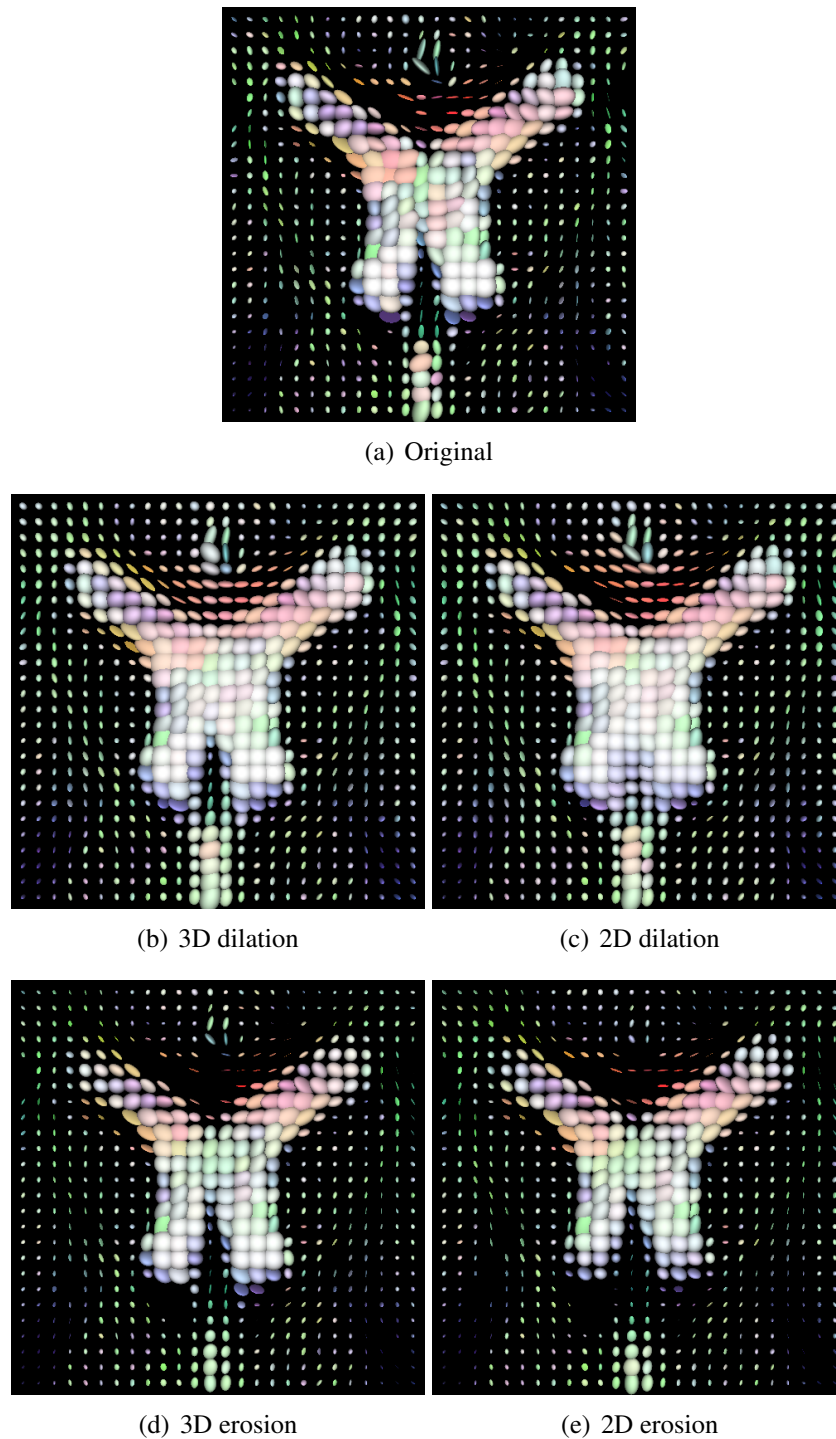 (a) Original
(b) 3D dilation
(c) 2D dilation
(d) 3D erosion
(e) 2D erosion